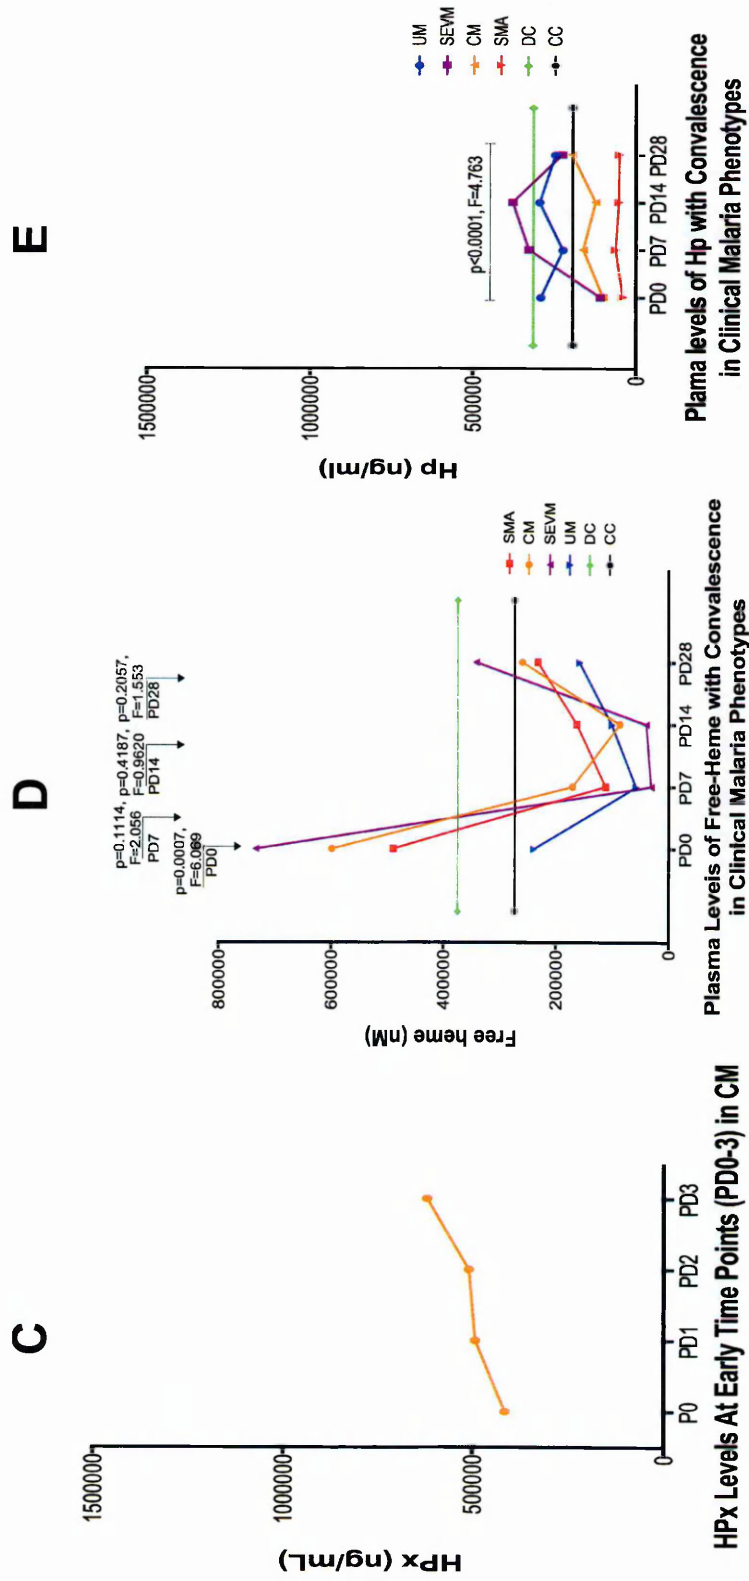 C
HPx (ng/mL)
1500000
1000000
500000
0
P0 PD1 PD2 PD3
HPx Levels At Early Time Points (PD0-3) in CM
D
p=0.1114,
F=2.056
PD7
p=0.4187,
F=0.9620
PD14
p=0.2057,
F=1.553
PD28
p=0.0007,
F=6.069
PD0
Free heme (nM)
800000
600000
400000
200000
0
PD0 PD7 PD14 PD28
SMA
CM
SEVM
UM
DC
CC
Plasma Levels of Free-Heme with Convalescence
in Clinical Malaria Phenotypes
E
Hp (ng/ml)
1500000
1000000
500000
0
p<0.0001, F=4.763
PD0 PD7 PD14 PD28
UM
SEVM
CM
SMA
DC
CC
Plama levels of Hp with Convalescence
in Clinical Malaria Phenotypes